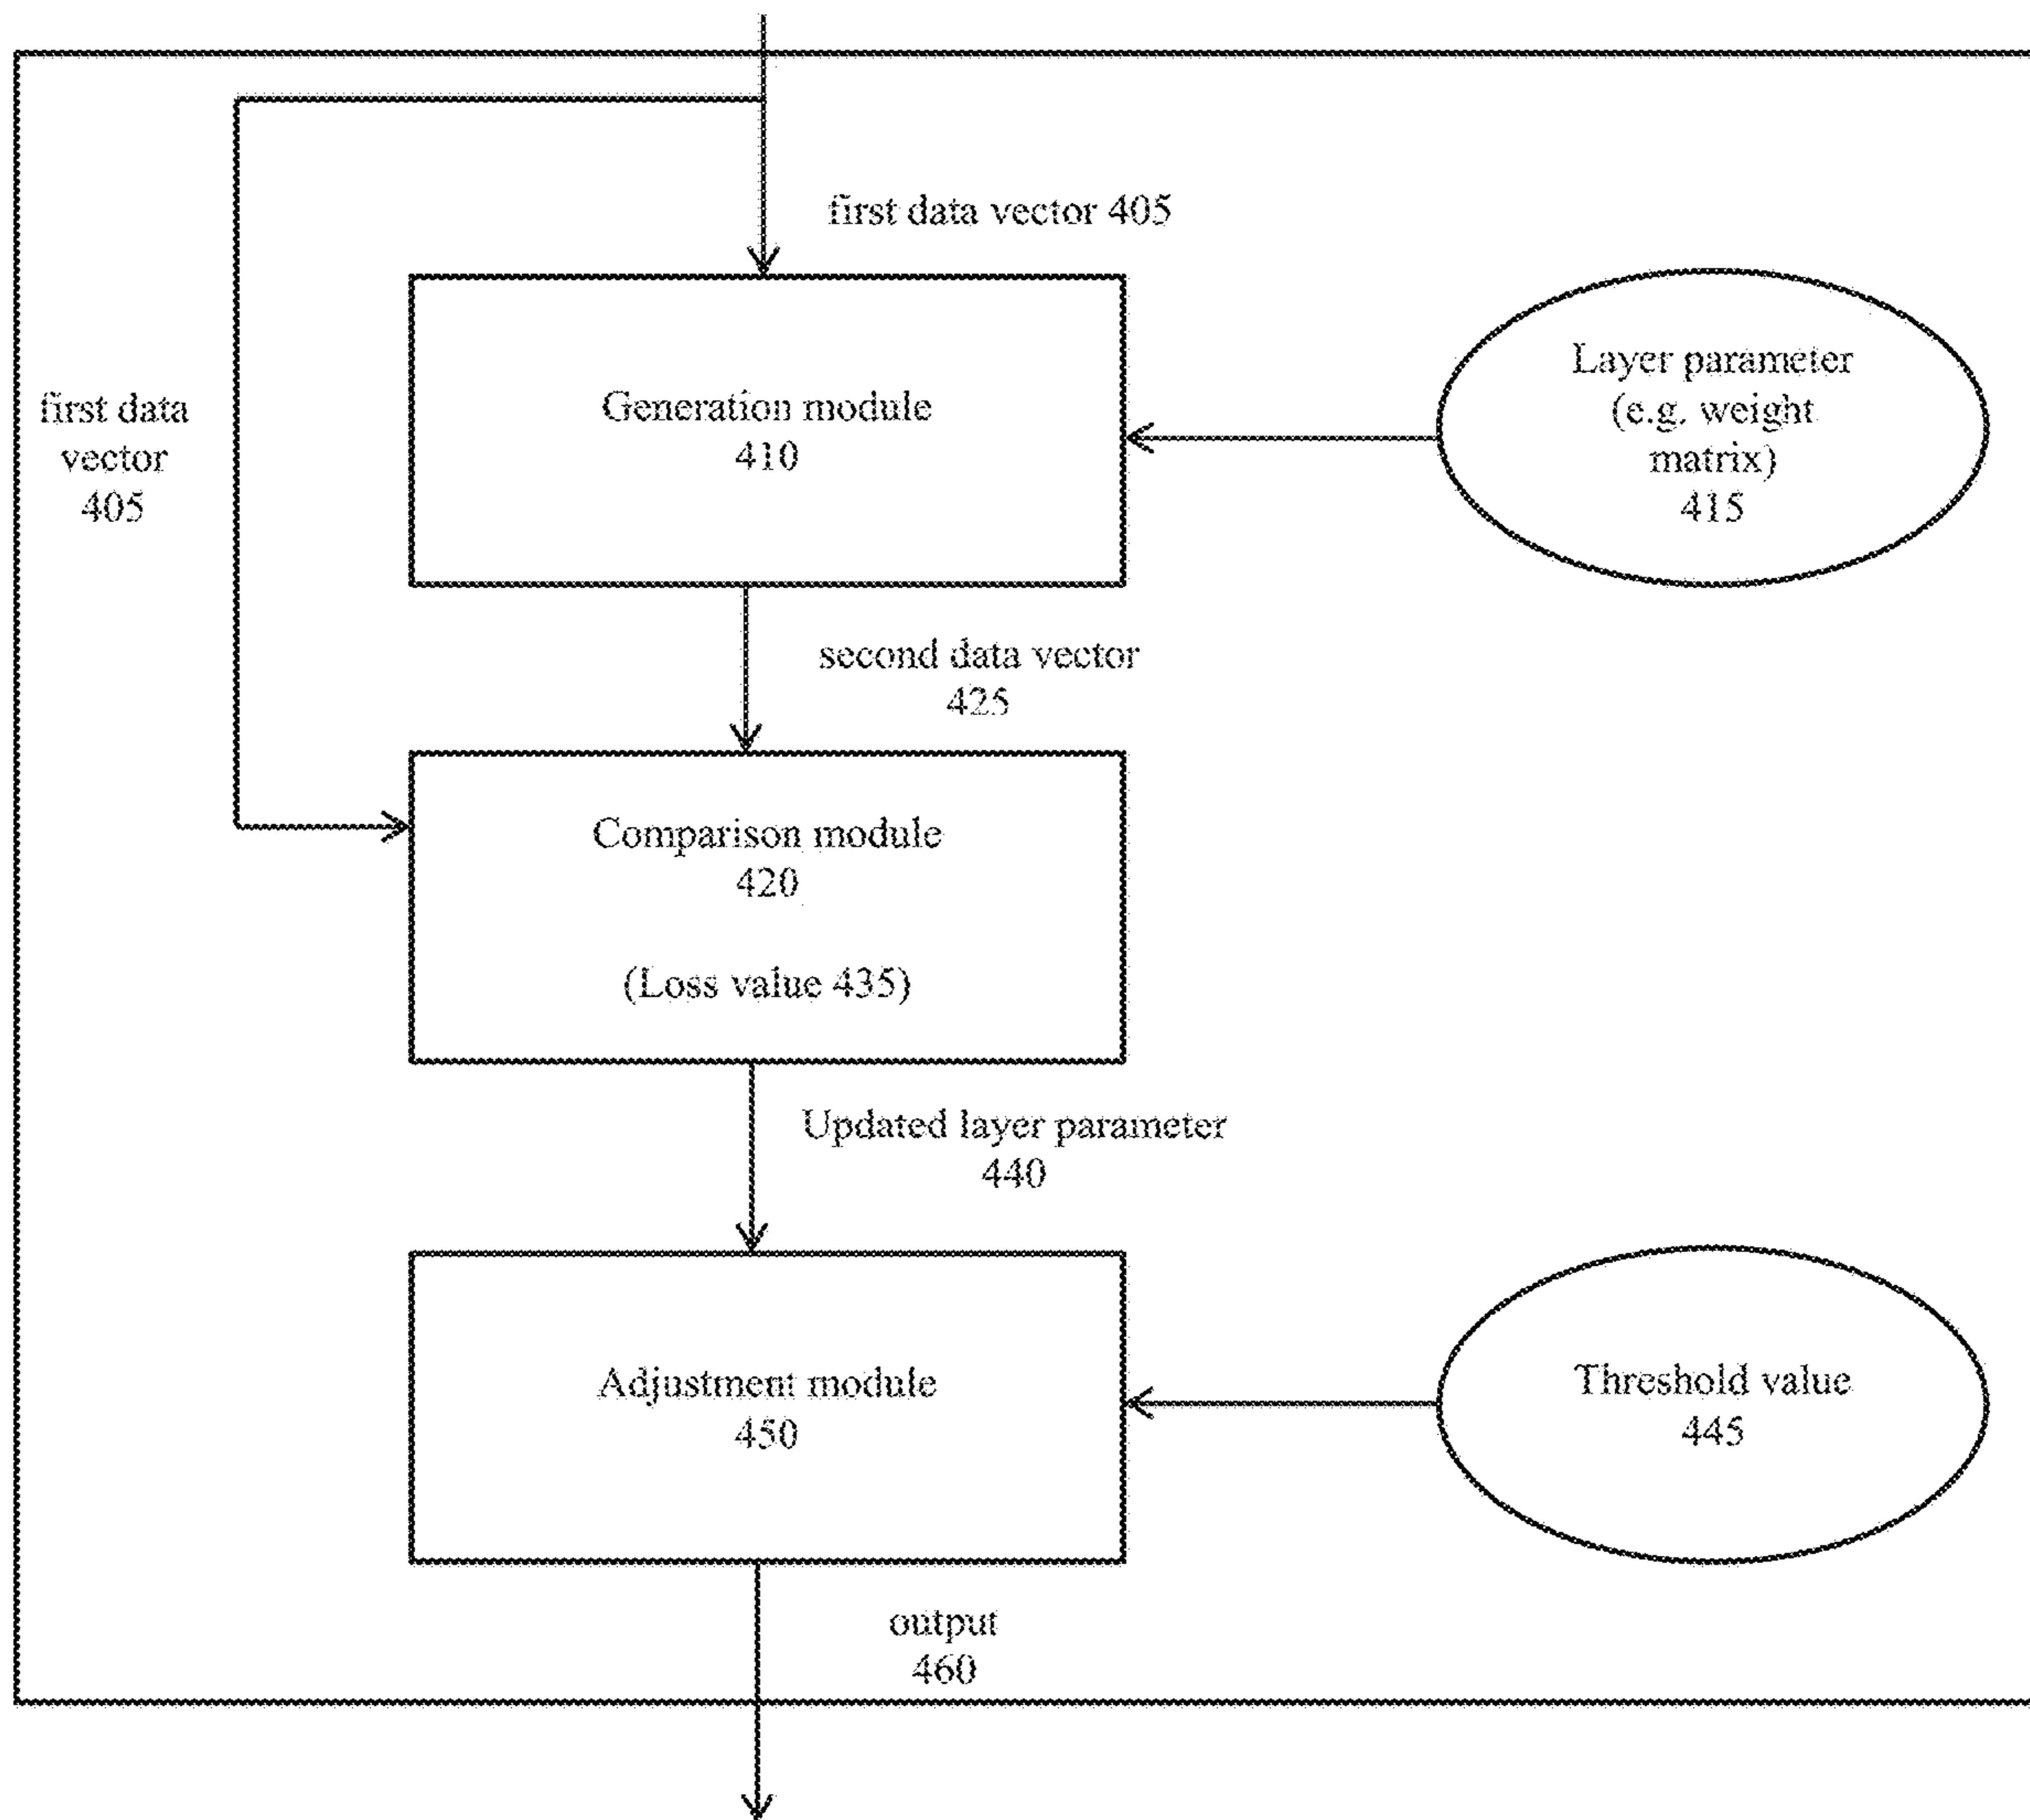 first data vector 405
first data
vector
405
Generation module
410
Layer parameter
(e.g. weight
matrix)
415
second data vector
425
Comparison module
420
(Loss value 435)
Updated layer parameter
440
Adjustment module
450
Threshold value
445
output
460